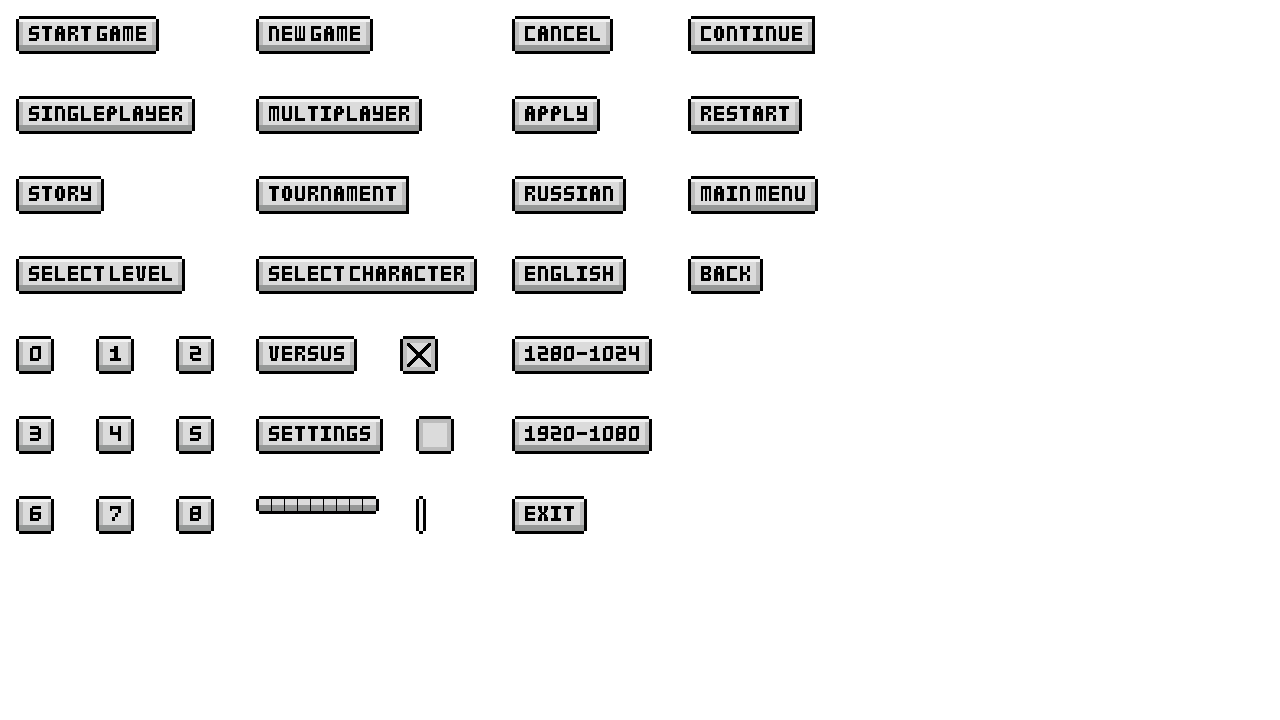 START GAME NEW GAME CANCEL CONTINUE
SINGLEPLAYER MULTIPLAYER APPLY RESTART
STORY TOURNAMENT RUSSIAN MAIN MENU
SELECT LEVEL SELECT CHARACTER ENGLISH BACK
0 1 2 VERSUS 1280-1024
3 4 5 SETTINGS 1920-1080
6 7 8 EXIT